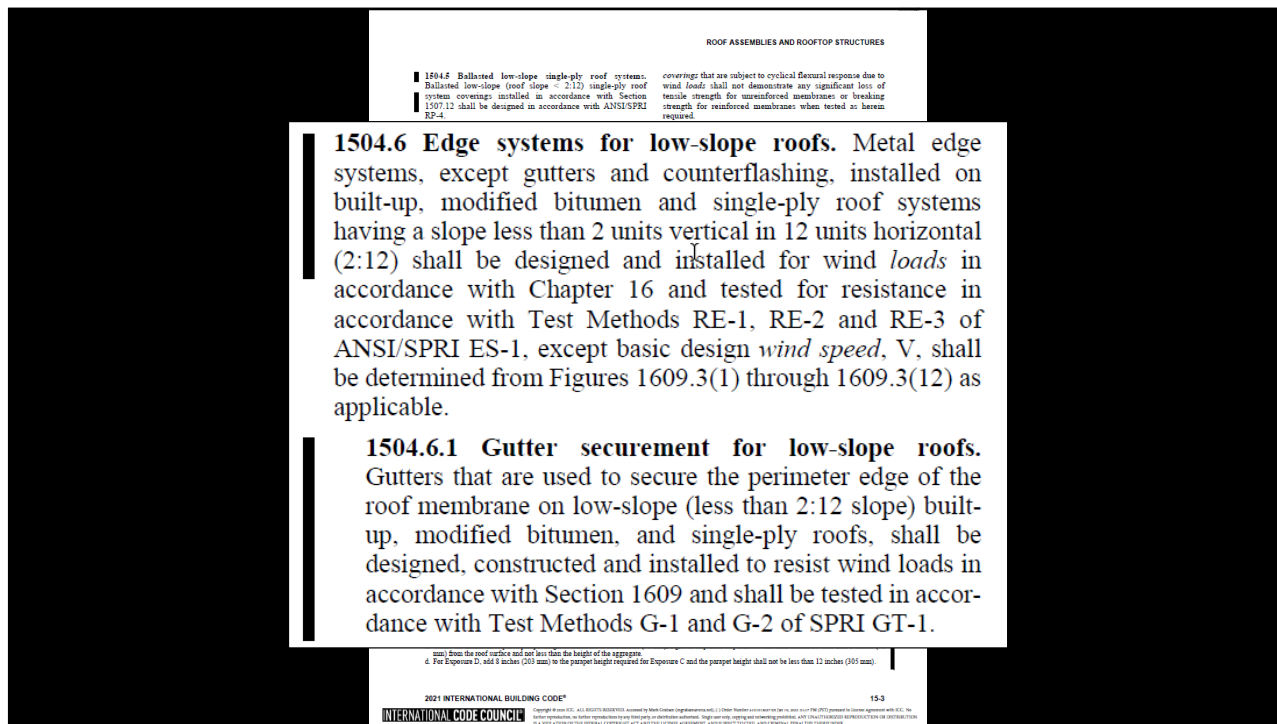 ROOF ASSEMBLIES AND ROOFTOP STRUCTURES
1504.5 Ballasted low-slope single-ply roof systems.
Ballasted low-slope (roof slope < 2:12) single-ply roof
system coverings installed in accordance with Section
1507.12 shall be designed in accordance with ANSI/SPRI
RP-4.
coverings that are subject to cyclical flexural response due to
wind loads shall not demonstrate any significant loss of
tensile strength for unreinforced membranes or breaking
strength for reinforced membranes when tested as herein
required.
1504.6 Edge systems for low-slope roofs. Metal edge
systems, except gutters and counterflashing, installed on
built-up, modified bitumen and single-ply roof systems
having a slope less than 2 units vertical in 12 units horizontal
(2:12) shall be designed and installed for wind loads in
accordance with Chapter 16 and tested for resistance in
accordance with Test Methods RE-1, RE-2 and RE-3 of
ANSI/SPRI ES-1, except basic design wind speed, V, shall
be determined from Figures 1609.3(1) through 1609.3(12) as
applicable.
1504.6.1 Gutter securement for low-slope roofs.
Gutters that are used to secure the perimeter edge of the
roof membrane on low-slope (less than 2:12 slope) built-
up, modified bitumen, and single-ply roofs, shall be
designed, constructed and installed to resist wind loads in
accordance with Section 1609 and shall be tested in accor-
dance with Test Methods G-1 and G-2 of SPRI GT-1.
mm) from the roof surface and not less than the height of the aggregate.
d. For Exposure D, add 8 inches (203 mm) to the parapet height required for Exposure C and the parapet height shall not be less than 12 inches (305 mm).
2021 INTERNATIONAL BUILDING CODE®
15-3
INTERNATIONAL CODE COUNCIL®